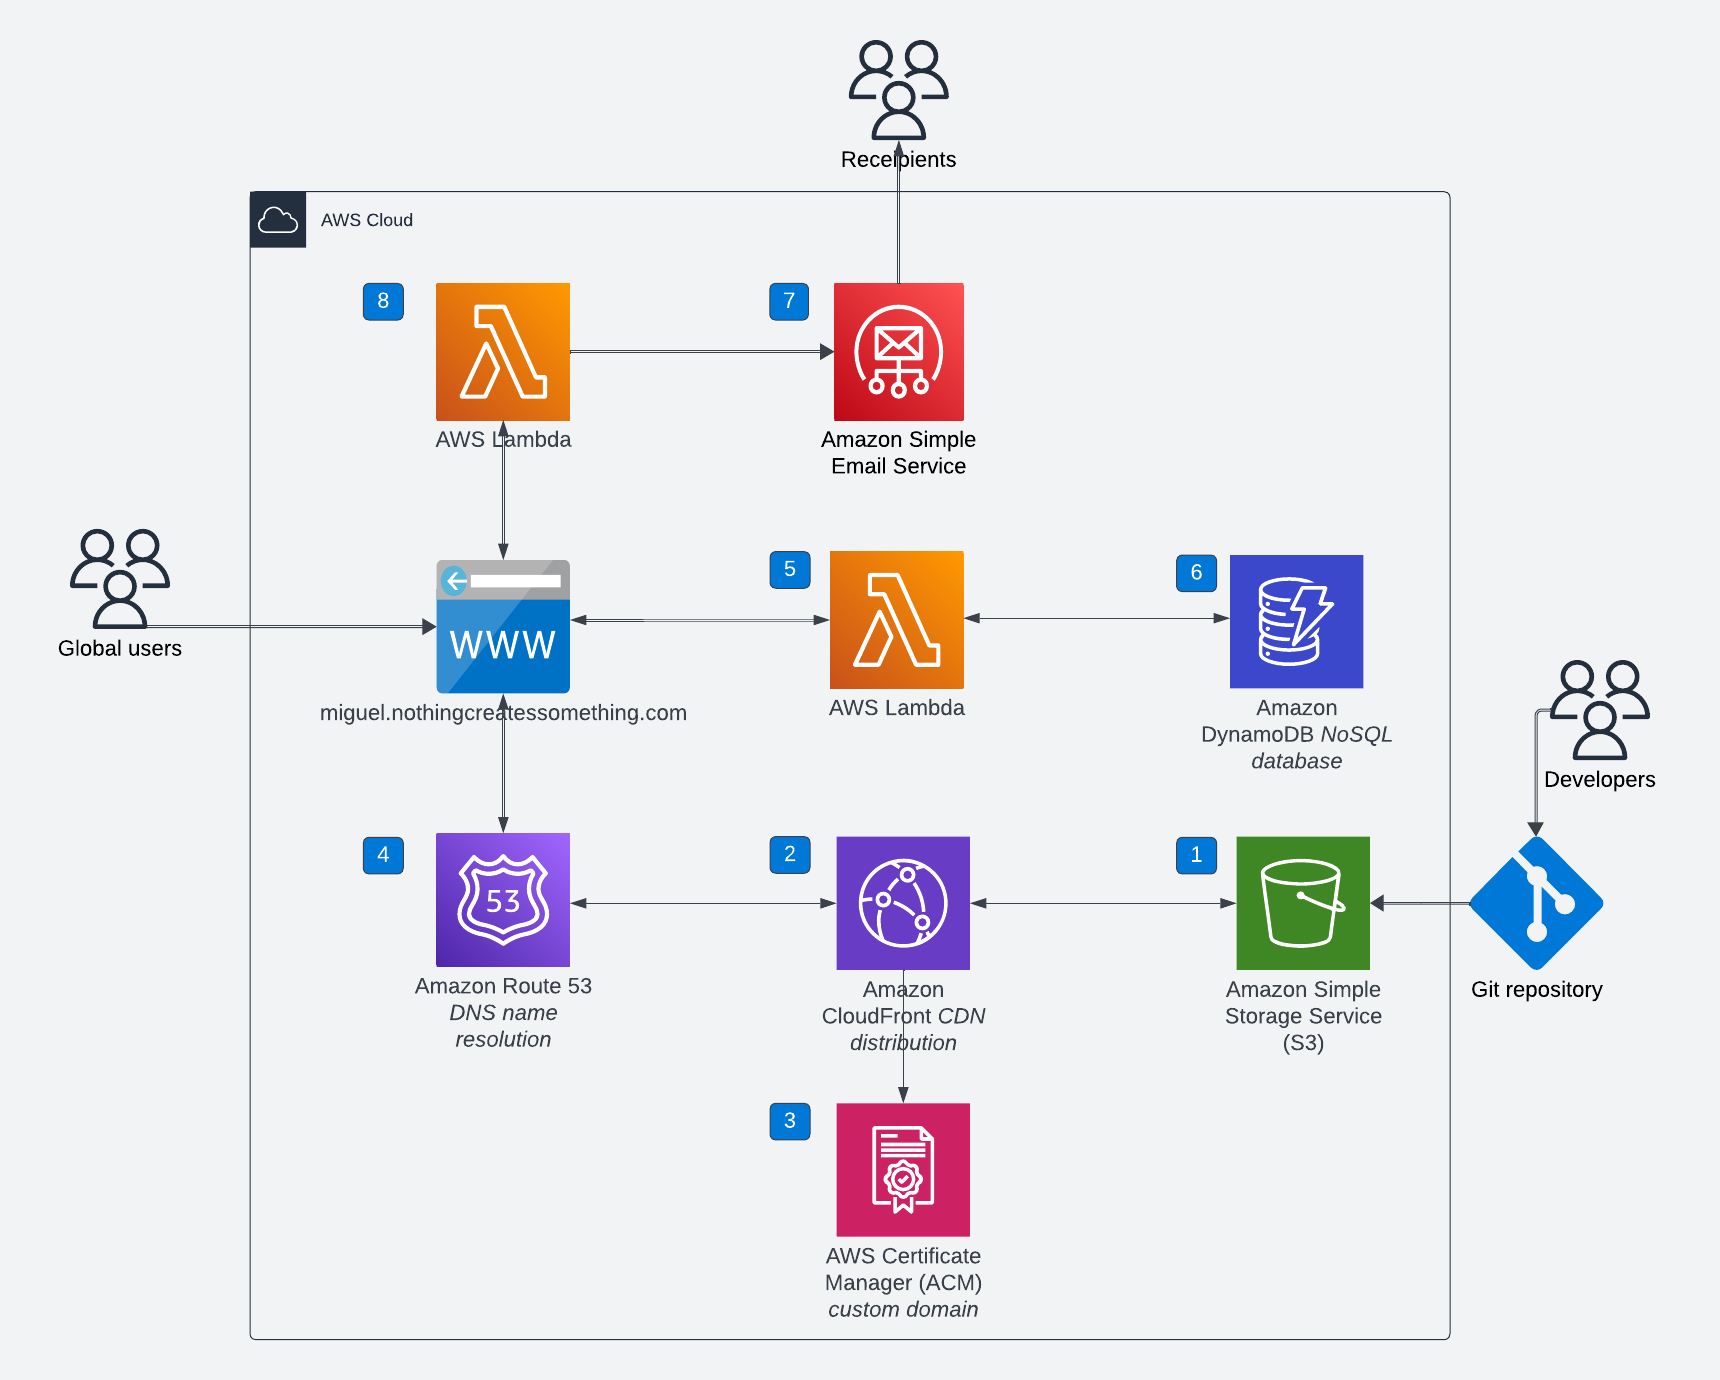 Receipients
AWS Cloud
8
7
AWS Lambda
Amazon Simple
Email Service
Global users
WWW
miguel.nothingcreatessomething.com
5
AWS Lambda
6
Amazon
DynamoDB NoSQL
database
Developers
4
53
Amazon Route 53
DNS name
resolution
2
Amazon
CloudFront CDN
distribution
1
Amazon Simple
Storage Service
(S3)
Git repository
3
AWS Certificate
Manager (ACM)
custom domain